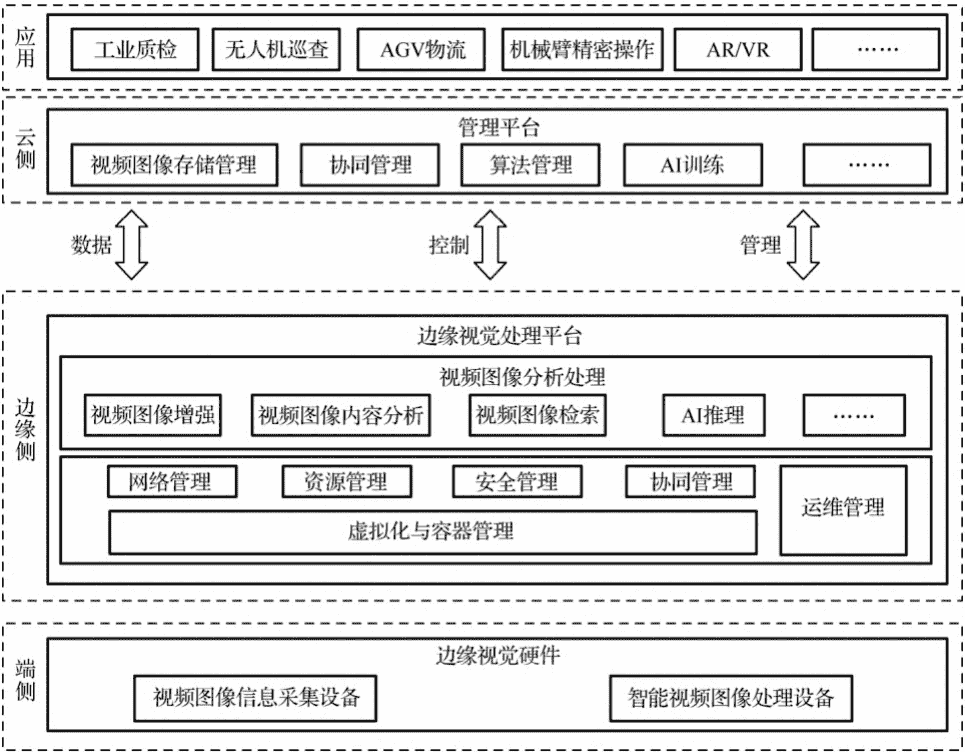 应用
工业质检 无人机巡查 AGV物流 机械臂精密操作 AR/VR ……
云侧
管理平台
视频图像存储管理 协同管理 算法管理 AI训练 ……
数据 控制 管理
边缘侧
边缘视觉处理平台
视频图像分析处理
视频图像增强 视频图像内容分析 视频图像检索 AI推理 ……
网络管理 资源管理 安全管理 协同管理
运维管理
虚拟化与容器管理
端侧
边缘视觉硬件
视频图像信息采集设备 智能视频图像处理设备